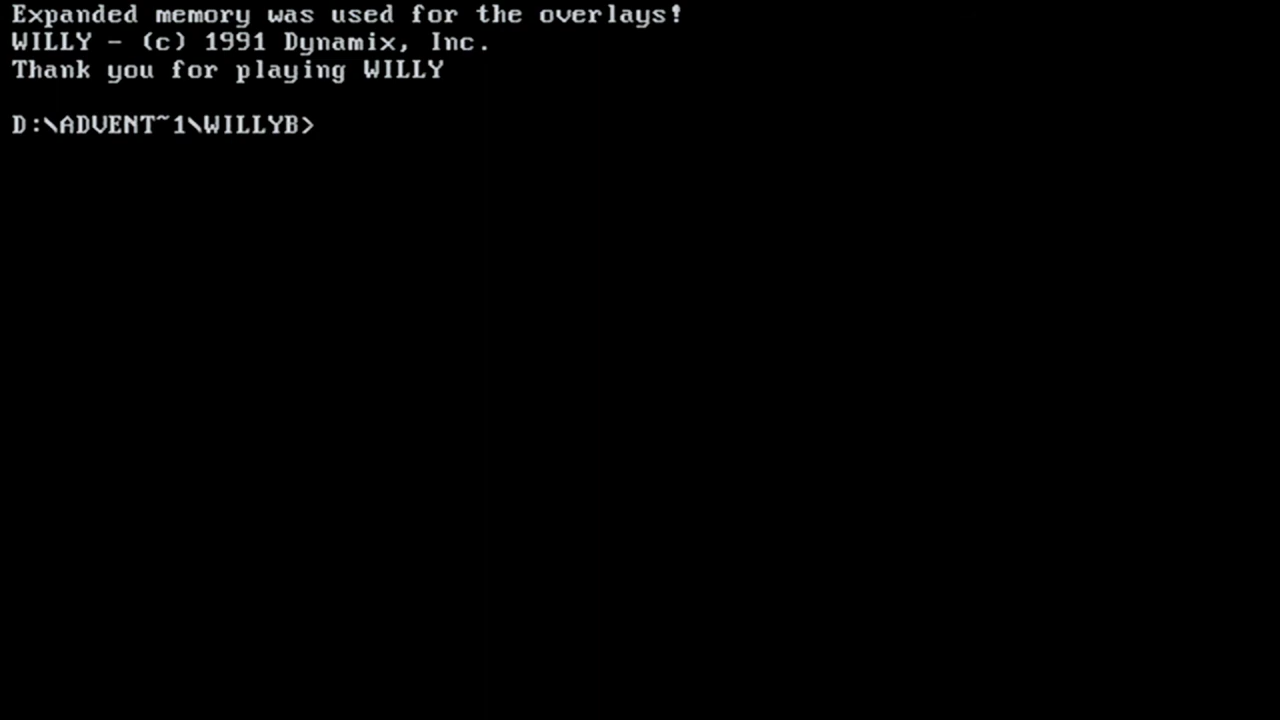 Expanded memory was used for the overlays!
WILLY - (c) 1991 Dynamix, Inc.
Thank you for playing WILLY
D:\ADVENT~1\WILLYB>